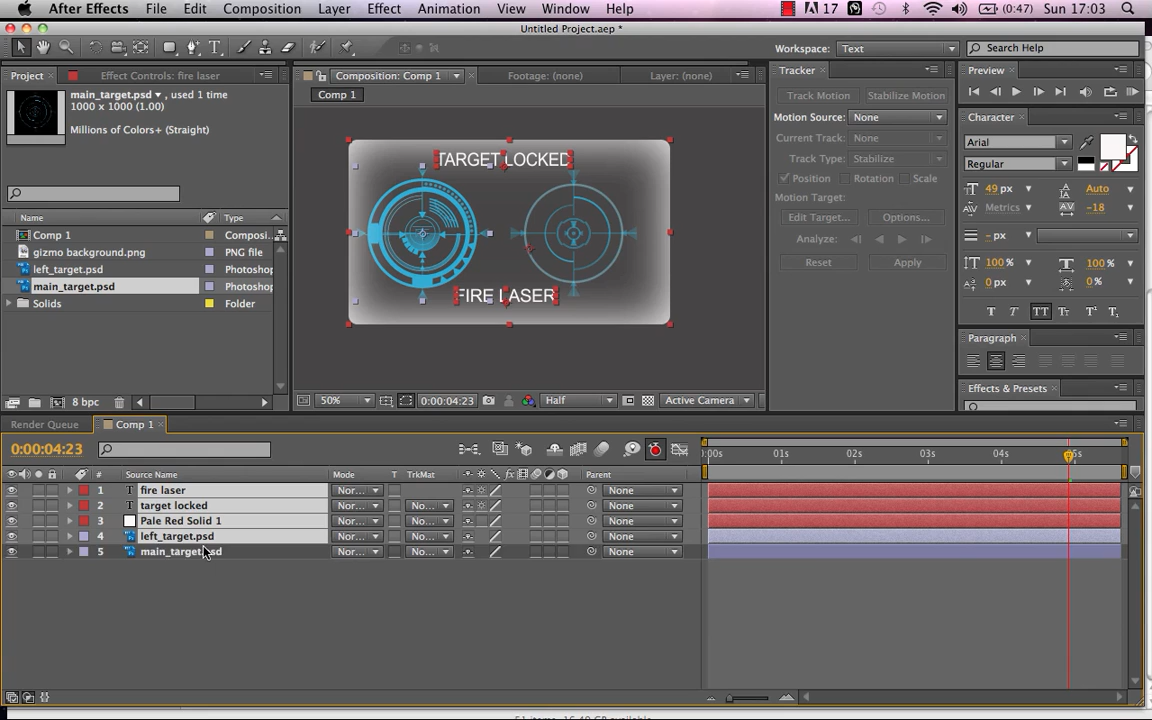 After Effects File Edit Composition Layer Effect Animation View Window Help 17 (0:47) Sun 17:03
Untitled Project.aep *
Workspace: Text Search Help
Project Effect Controls: fire laser Composition: Comp 1 Footage: (none) Layer: (none) Tracker Preview
main_target.psd, used 1 time
1000 x 1000 (1.00)
Millions of Colors+ (Straight)
Comp 1
Track Motion Stabilize Motion
Motion Source: None
Current Track: None
Track Type: Stabilize
Position Rotation Scale
Motion Target:
Edit Target... Options...
Analyze:
Reset Apply
Character
Arial
Regular
49 px Auto
Metrics -18
- px
100% 100%
0 px 0%
T T TT Tt T¹ T₁
Paragraph
Effects & Presets
Name Type
Comp 1 Composi...
gizmo background.png PNG file
left_target.psd Photoshop
main_target.psd Photoshop
Solids Folder
8 bpc
TARGET LOCKED
FIRE LASER
50% 0:00:04:23 Half Active Camera
Render Queue Comp 1
0:00:04:23
:00s 01s 02s 03s 04s 05s
# Source Name Mode T TrkMat fx Parent
1 T fire laser Nor... None
2 T target locked Nor... No... None
3 Pale Red Solid 1 Nor... No... None
4 left_target.psd Nor... No... None
5 main_target.psd Nor... No... None